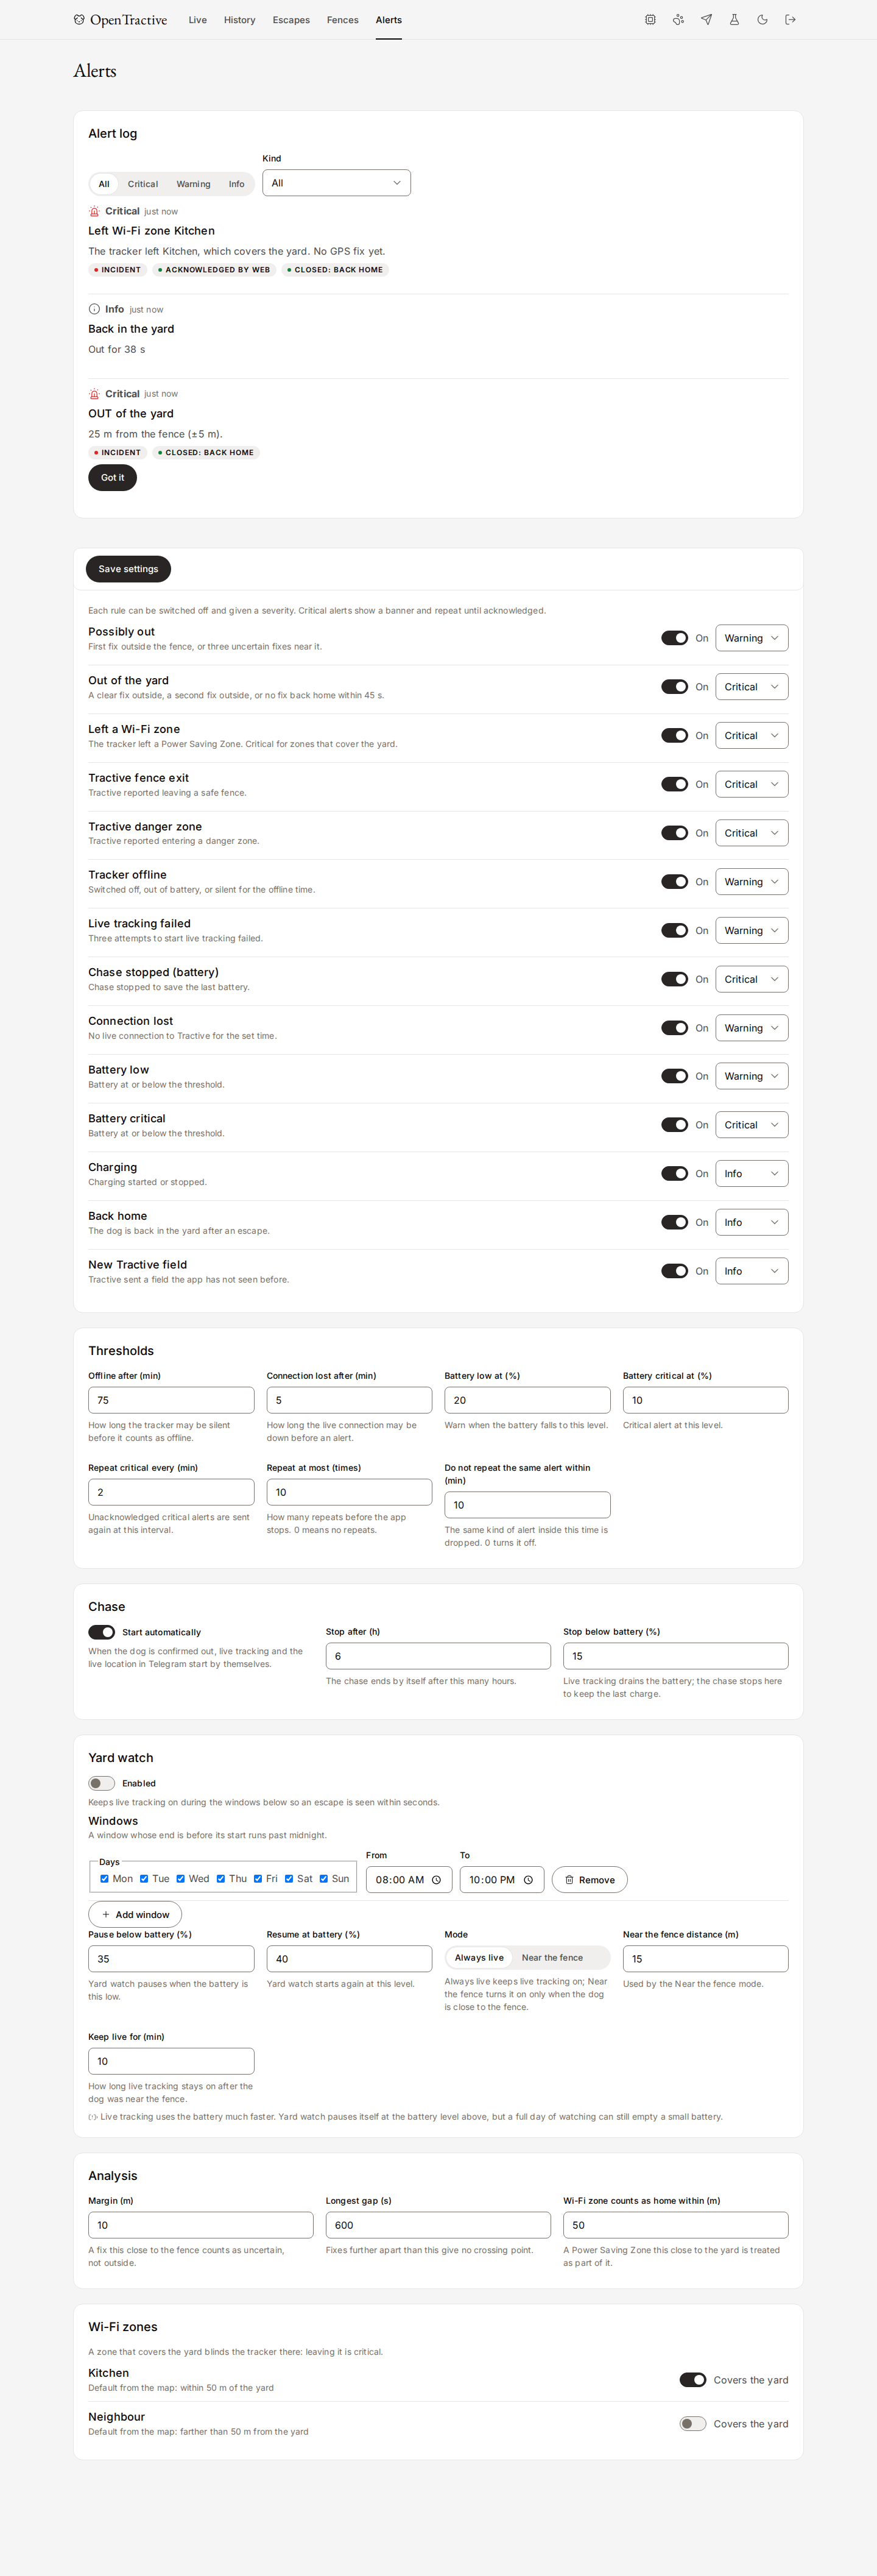 OpenTractive Live History Escapes Fences Alerts
Alerts
Alert log
Kind
All Critical Warning Info All
Critical just now
Left Wi-Fi zone Kitchen
The tracker left Kitchen, which covers the yard. No GPS fix yet.
INCIDENT ACKNOWLEDGED BY WEB CLOSED: BACK HOME
Info just now
Back in the yard
Out for 38 s
Critical just now
OUT of the yard
25 m from the fence (±5 m).
INCIDENT CLOSED: BACK HOME
Got it
Save settings
Each rule can be switched off and given a severity. Critical alerts show a banner and repeat until acknowledged.
Possibly out
First fix outside the fence, or three uncertain fixes near it.
On Warning
Out of the yard
A clear fix outside, a second fix outside, or no fix back home within 45 s.
On Critical
Left a Wi-Fi zone
The tracker left a Power Saving Zone. Critical for zones that cover the yard.
On Critical
Tractive fence exit
Tractive reported leaving a safe fence.
On Critical
Tractive danger zone
Tractive reported entering a danger zone.
On Critical
Tracker offline
Switched off, out of battery, or silent for the offline time.
On Warning
Live tracking failed
Three attempts to start live tracking failed.
On Warning
Chase stopped (battery)
Chase stopped to save the last battery.
On Critical
Connection lost
No live connection to Tractive for the set time.
On Warning
Battery low
Battery at or below the threshold.
On Warning
Battery critical
Battery at or below the threshold.
On Critical
Charging
Charging started or stopped.
On Info
Back home
The dog is back in the yard after an escape.
On Info
New Tractive field
Tractive sent a field the app has not seen before.
On Info
Thresholds
Offline after (min)
75
How long the tracker may be silent
before it counts as offline.
Connection lost after (min)
5
How long the live connection may be
down before an alert.
Battery low at (%)
20
Warn when the battery falls to this level.
Battery critical at (%)
10
Critical alert at this level.
Repeat critical every (min)
2
Unacknowledged critical alerts are sent
again at this interval.
Repeat at most (times)
10
How many repeats before the app
stops. 0 means no repeats.
Do not repeat the same alert within
(min)
10
The same kind of alert inside this time is
dropped. 0 turns it off.
Chase
Start automatically
When the dog is confirmed out, live tracking and the
live location in Telegram start by themselves.
Stop after (h)
6
The chase ends by itself after this many hours.
Stop below battery (%)
15
Live tracking drains the battery; the chase stops here
to keep the last charge.
Yard watch
Enabled
Keeps live tracking on during the windows below so an escape is seen within seconds.
Windows
A window whose end is before its start runs past midnight.
Days
Mon Tue Wed Thu Fri Sat Sun
From
08:00 AM
To
10:00 PM
Remove
Add window
Pause below battery (%)
35
Yard watch pauses when the battery is
this low.
Resume at battery (%)
40
Yard watch starts again at this level.
Mode
Always live Near the fence
Always live keeps live tracking on; Near
the fence turns it on only when the dog
is close to the fence.
Near the fence distance (m)
15
Used by the Near the fence mode.
Keep live for (min)
10
How long live tracking stays on after the
dog was near the fence.
Live tracking uses the battery much faster. Yard watch pauses itself at the battery level above, but a full day of watching can still empty a small battery.
Analysis
Margin (m)
10
A fix this close to the fence counts as uncertain,
not outside.
Longest gap (s)
600
Fixes further apart than this give no crossing point.
Wi-Fi zone counts as home within (m)
50
A Power Saving Zone this close to the yard is treated
as part of it.
Wi-Fi zones
A zone that covers the yard blinds the tracker there: leaving it is critical.
Kitchen
Default from the map: within 50 m of the yard
Covers the yard
Neighbour
Default from the map: farther than 50 m from the yard
Covers the yard